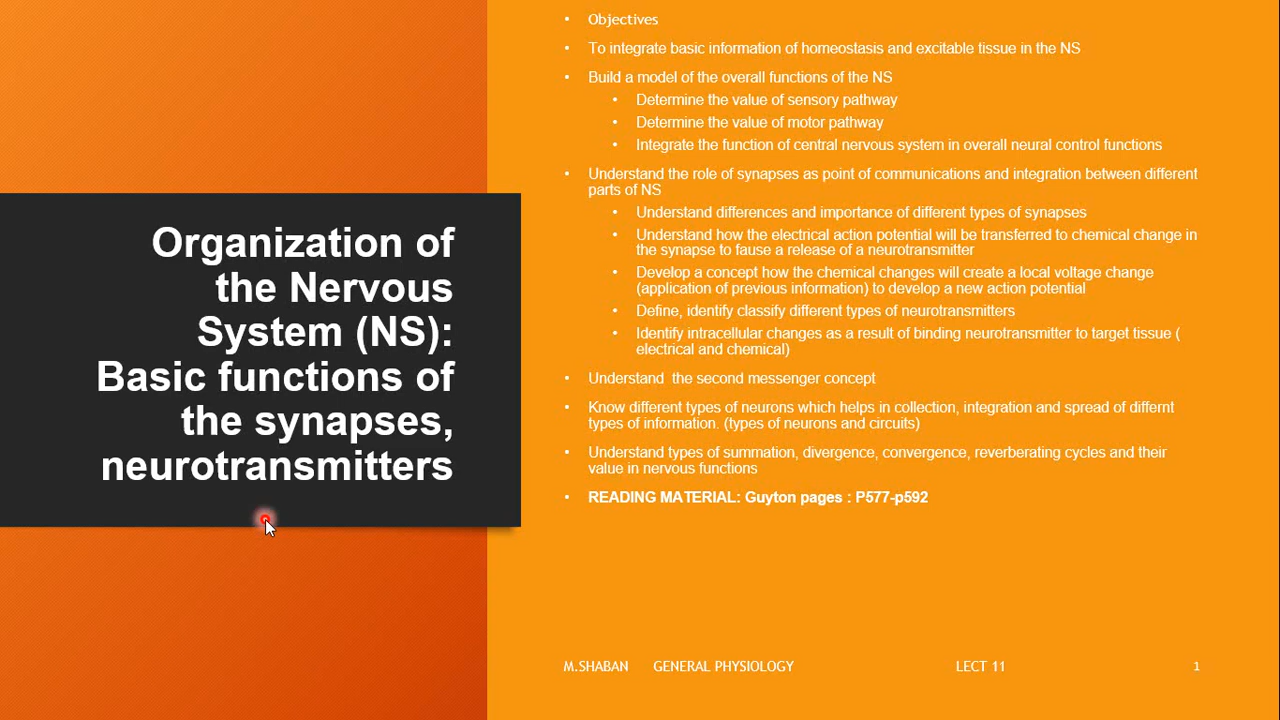 Organization of
the Nervous
System (NS):
Basic functions of
the synapses,
neurotransmitters
• Objectives
• To integrate basic information of homeostasis and excitable tissue in the NS
• Build a model of the overall functions of the NS
• Determine the value of sensory pathway
• Determine the value of motor pathway
• Integrate the function of central nervous system in overall neural control functions
• Understand the role of synapses as point of communications and integration between different
parts of NS
• Understand differences and importance of different types of synapses
• Understand how the electrical action potential will be transferred to chemical change in
the synapse to fause a release of a neurotransmitter
• Develop a concept how the chemical changes will create a local voltage change
(application of previous information) to develop a new action potential
• Define, identify classify different types of neurotransmitters
• Identify intracellular changes as a result of binding neurotransmitter to target tissue (
electrical and chemical)
• Understand  the second messenger concept
• Know different types of neurons which helps in collection, integration and spread of differnt
types of information. (types of neurons and circuits)
• Understand types of summation, divergence, convergence, reverberating cycles and their
value in nervous functions
• READING MATERIAL: Guyton pages : P577-p592
M.SHABAN GENERAL PHYSIOLOGY LECT 11 1